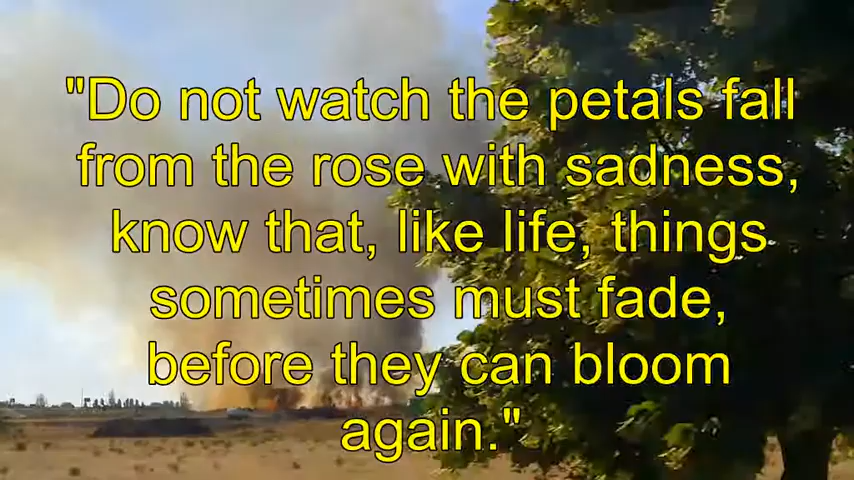 "Do not watch the petals fall
from the rose with sadness,
know that, like life, things
sometimes must fade,
before they can bloom
again."